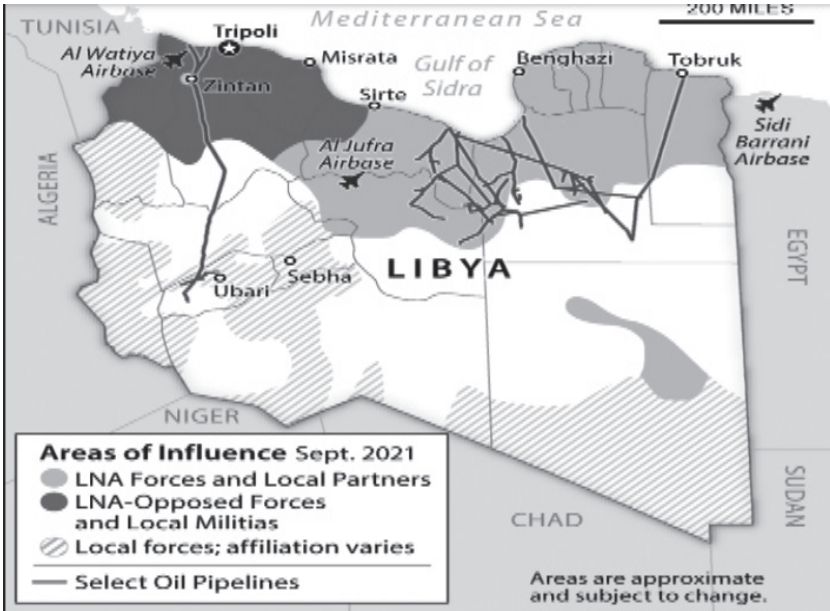 200 MILES
Mediterranean Sea
TUNISIA
Tripoli
Al Watiya
Airbase
Misrata
Zintan
Gulf of
Sidra
Benghazi
Tobruk
Sirte
Sidi
Barrani
Airbase
Al Jufra
Airbase
ALGERIA
LIBYA
EGYPT
Sebha
Ubari
NIGER
CHAD
SUDAN
Areas of Influence Sept. 2021
LNA Forces and Local Partners
LNA-Opposed Forces
and Local Militias
Local forces; affiliation varies
Select Oil Pipelines
Areas are approximate
and subject to change.